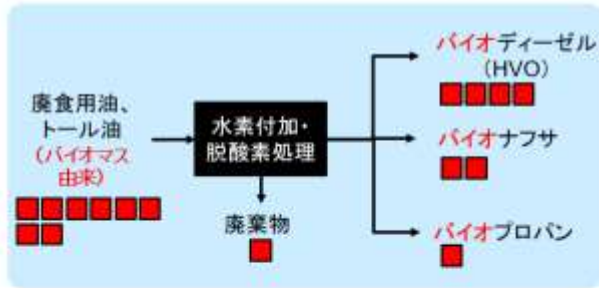 廃食用油、
トール油
(バイオマス
由来)
水素付加・
脱酸素処理
廃棄物
バイオディーゼル
(HVO)
バイオナフサ
バイオプロパン